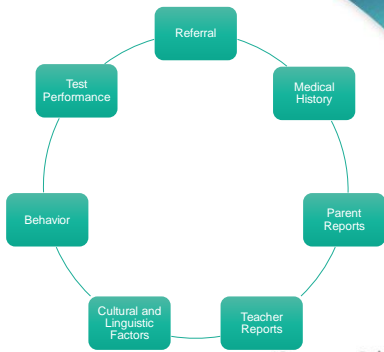 Referral
Medical
History
Parent
Reports
Teacher
Reports
Cultural and
Linguistic
Factors
Behavior
Test
Performance